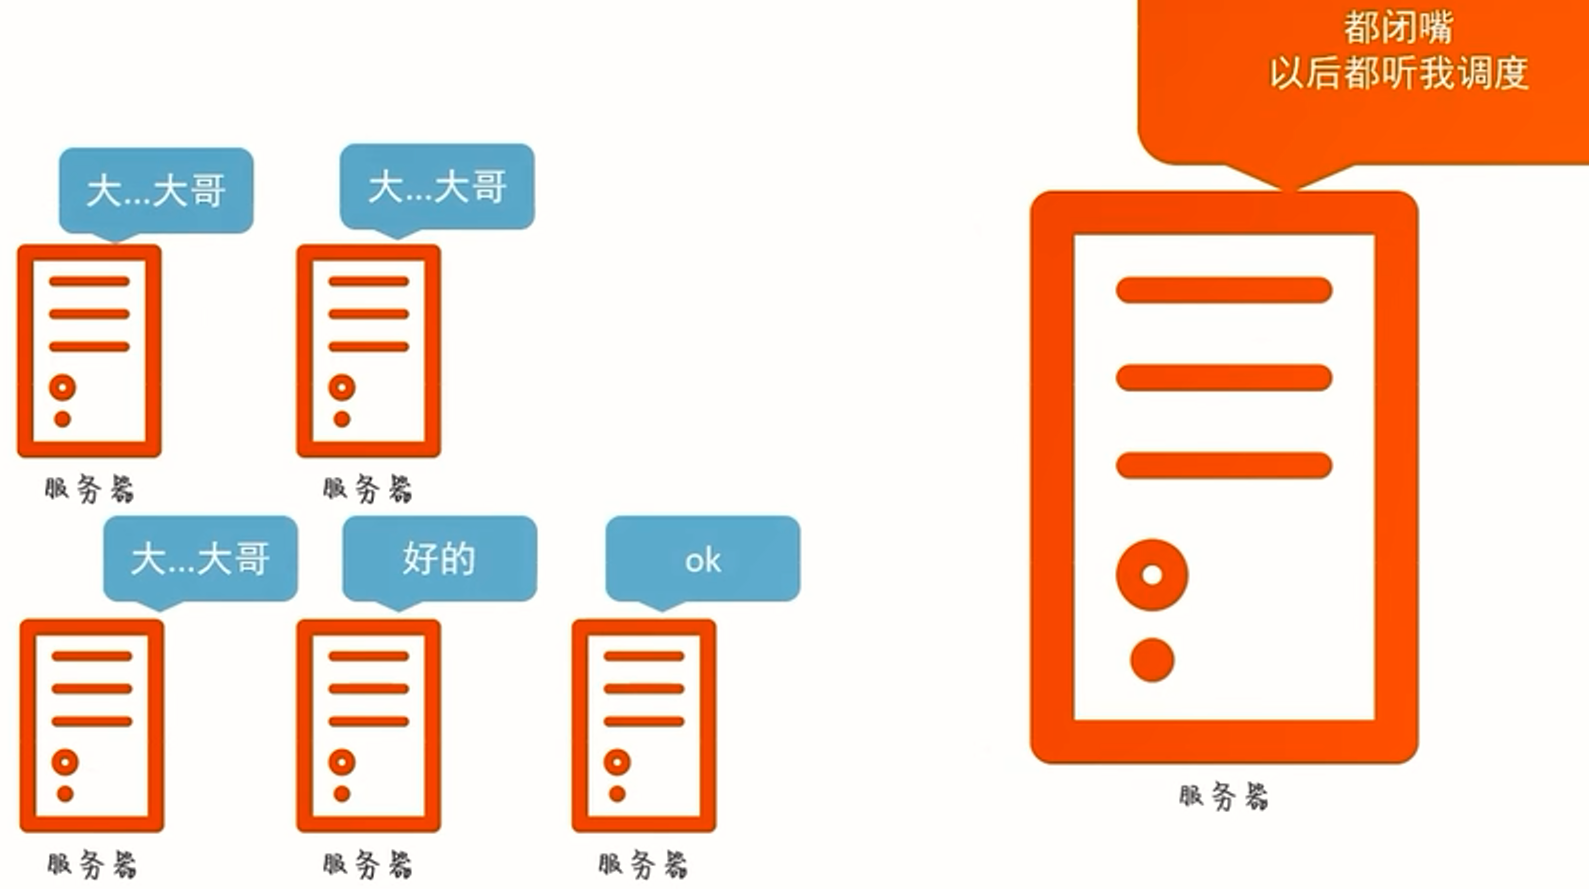 都闭嘴
以后都听我调度
大...大哥
大...大哥
服务器
服务器
大...大哥
好的
ok
服务器
服务器
服务器
服务器